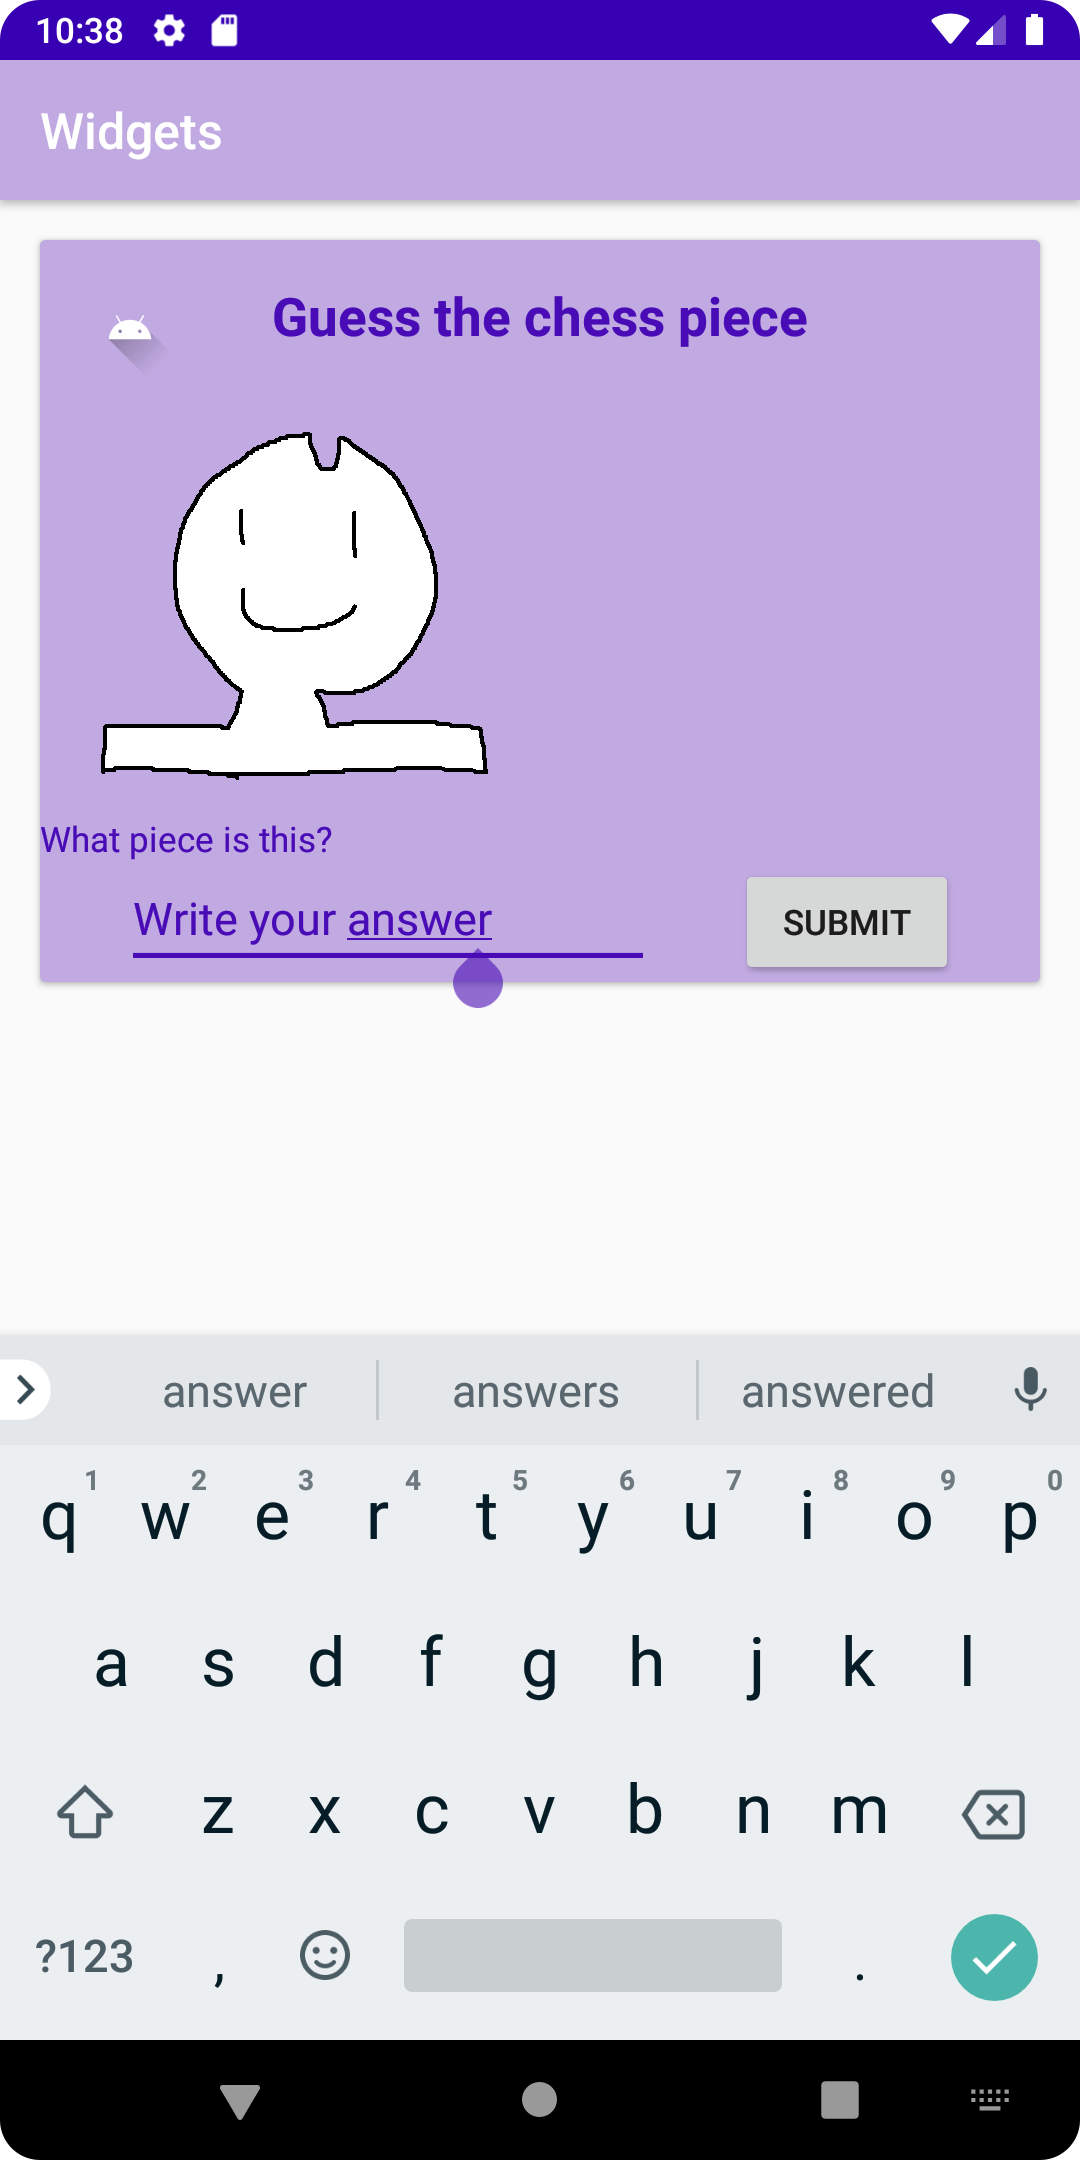 10:38
Widgets
Guess the chess piece
What piece is this?
Write your answer
SUBMIT
answer answers answered
1 2 3 4 5 6 7 8 9 0
q w e r t y u i o p
a s d f g h j k l
z x c v b n m
?123 , .